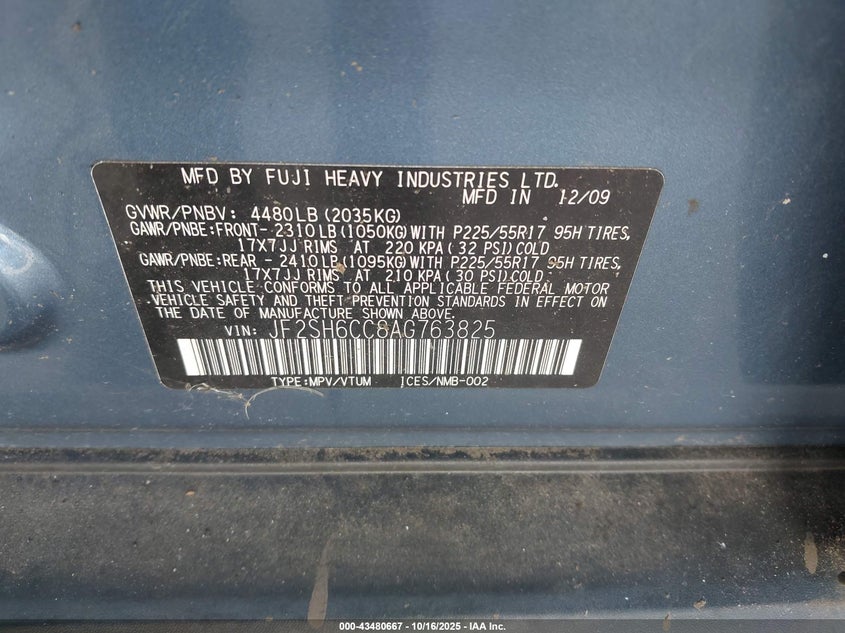 MFD BY FUJI HEAVY INDUSTRIES LTD.
MFD IN 12/09
GVWR/PNBV: 4480LB (2035KG)
GAWR/PNBE:FRONT- 2310LB (1050KG) WITH P225/55R17 95H TIRES,
17X7JJ RIMS AT 220 KPA ( 32 PSI) COLD
GAWR/PNBE:REAR - 2410LB (1095KG) WITH P225/55R17 95H TIRES,
17X7JJ RIMS AT 210 KPA ( 30 PSI) COLD .
THIS VEHICLE CONFORMS TO ALL APPLICABLE FEDERAL MOTOR
VEHICLE SAFETY AND THEFT PREVENTION STANDARDS IN EFFECT ON
THE DATE OF MANUFACTURE SHOWN ABOVE.
VIN: JF2SH6CC8AG763825
TYPE:MPV/VTUM ICES/NMB-002
000-43480667 - 10/16/2025 - IAA Inc.